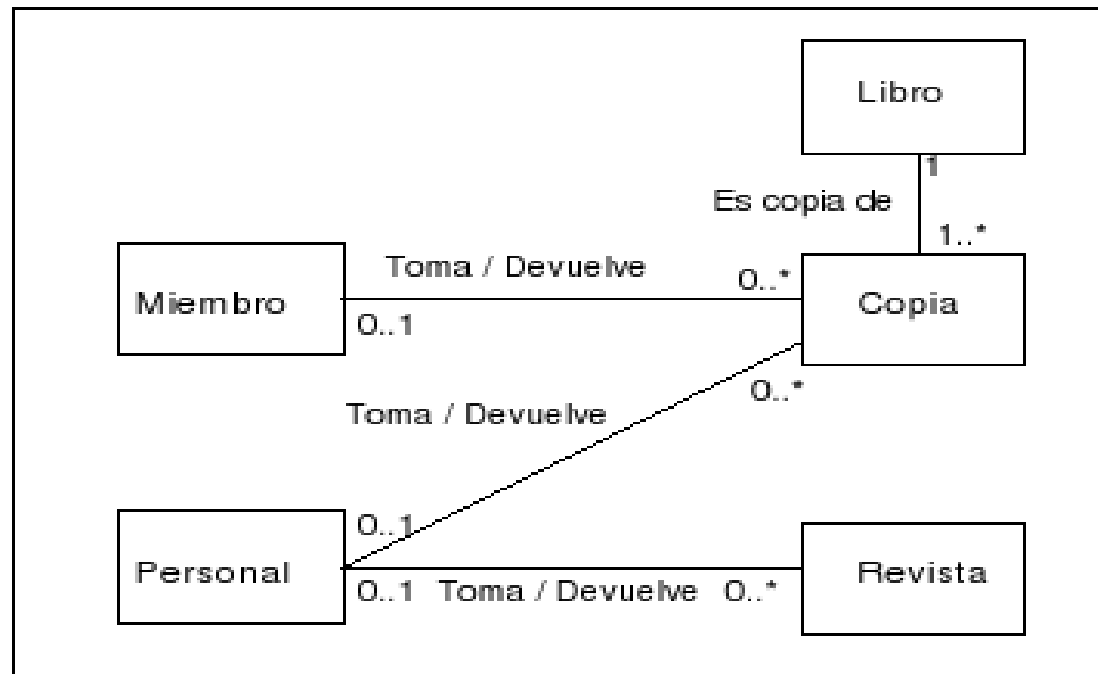 Libro
1
Es copia de
1..*
Toma / Devuelve
0..*
Miembro
Copia
0..1
0..*
Toma / Devuelve
0..1
Personal
Revista
0..1 Toma / Devuelve 0..*